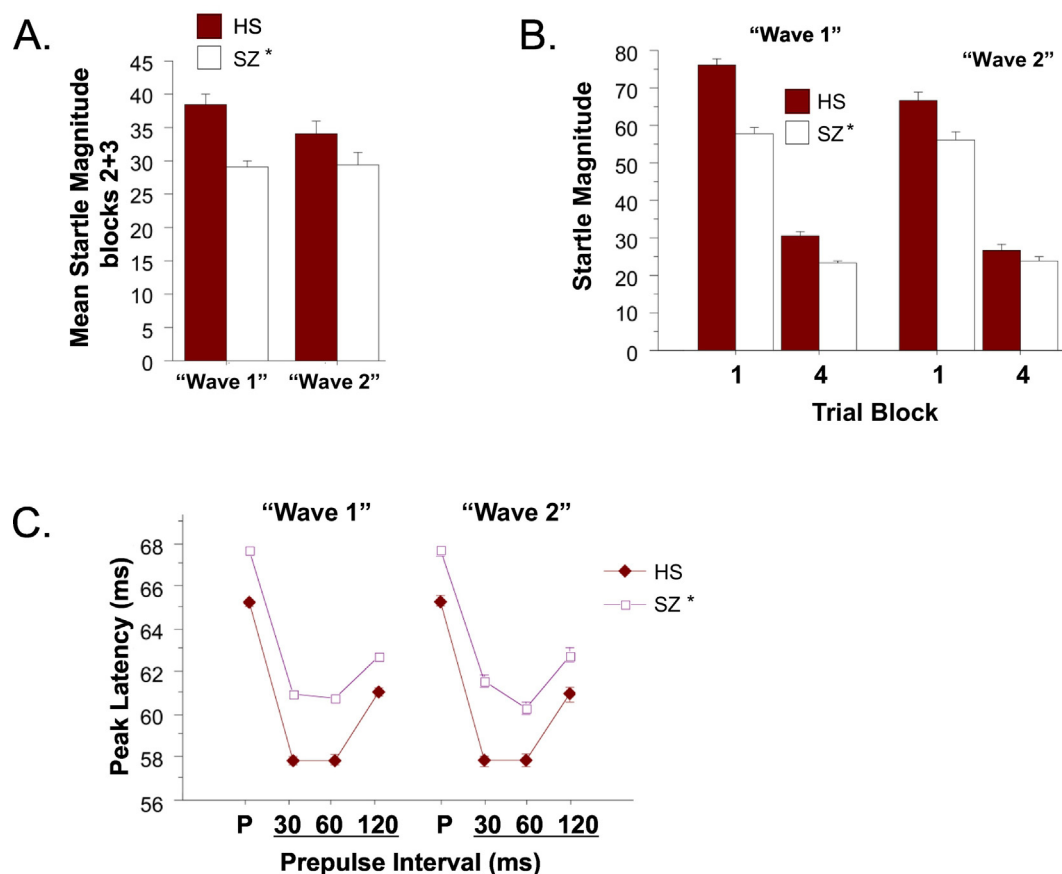 A.
HS
SZ *
Mean Startle Magnitude
blocks 2+3
45
40
35
30
25
20
15
10
5
0
“Wave 1” “Wave 2”
B.
“Wave 1”
“Wave 2”
HS
SZ *
Startle Magnitude
80
70
60
50
40
30
20
10
0
1 4 1 4
Trial Block
C.
“Wave 1” “Wave 2”
HS
SZ *
Peak Latency (ms)
68
66
64
62
60
58
56
P 30 60 120 P 30 60 120
Prepulse Interval (ms)